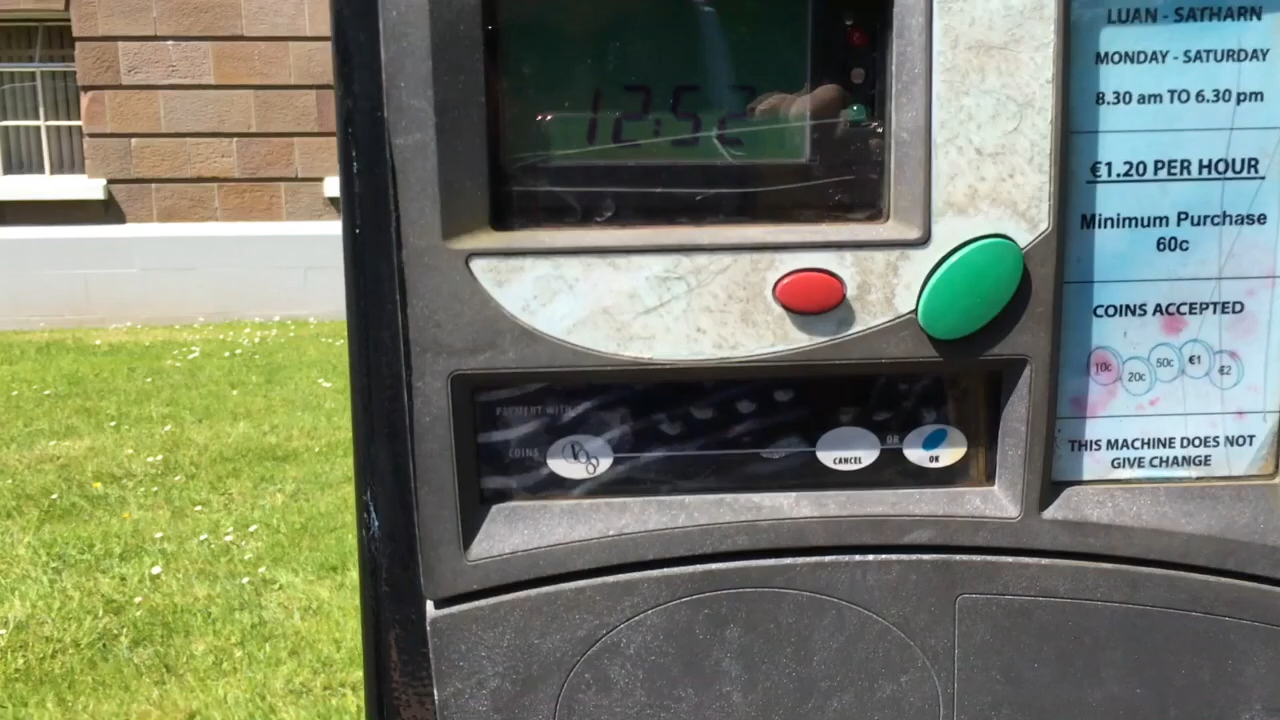 12:52
LUAN - SATHARN
MONDAY - SATURDAY
8.30 am TO 6.30 pm
€1.20 PER HOUR
Minimum Purchase
60c
COINS ACCEPTED
10c 20c 50c €1 €2
THIS MACHINE DOES NOT
GIVE CHANGE
PAYMENT WITH
COINS
CANCEL OR OK